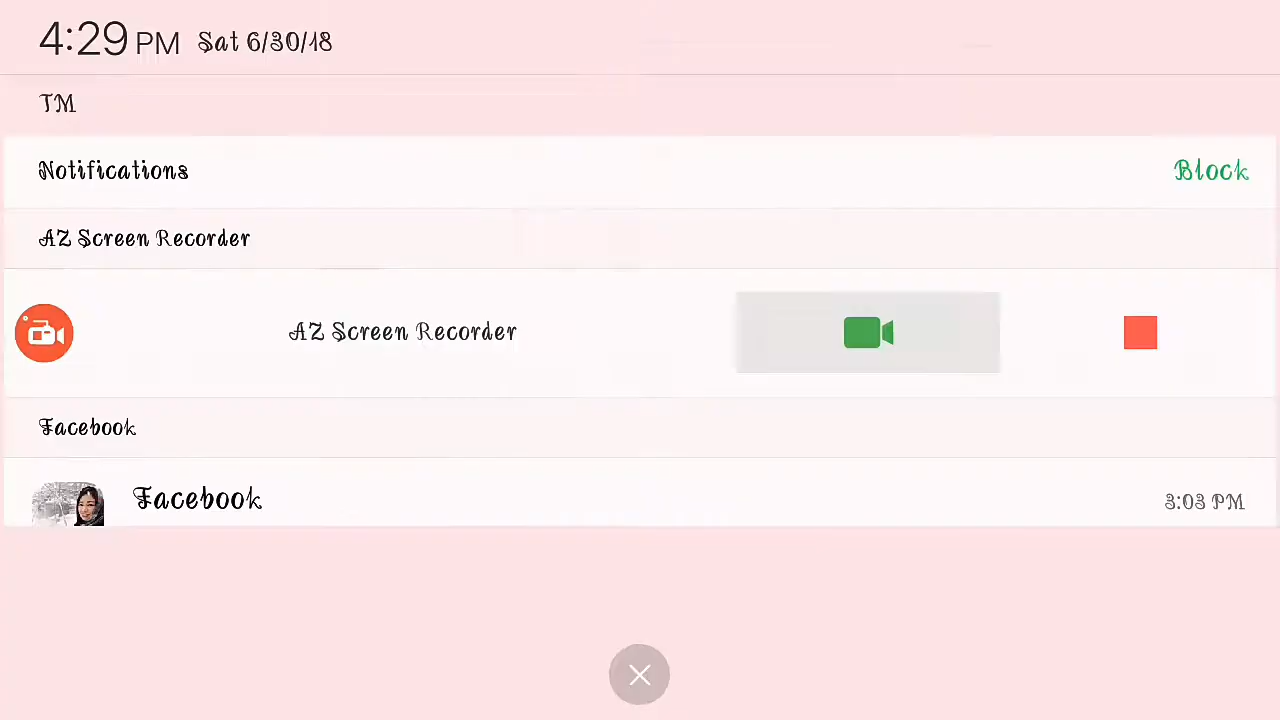 4:29 PM Sat 6/30/18
TM
Notifications Block
AZ Screen Recorder
AZ Screen Recorder
Facebook
Facebook 3:03 PM